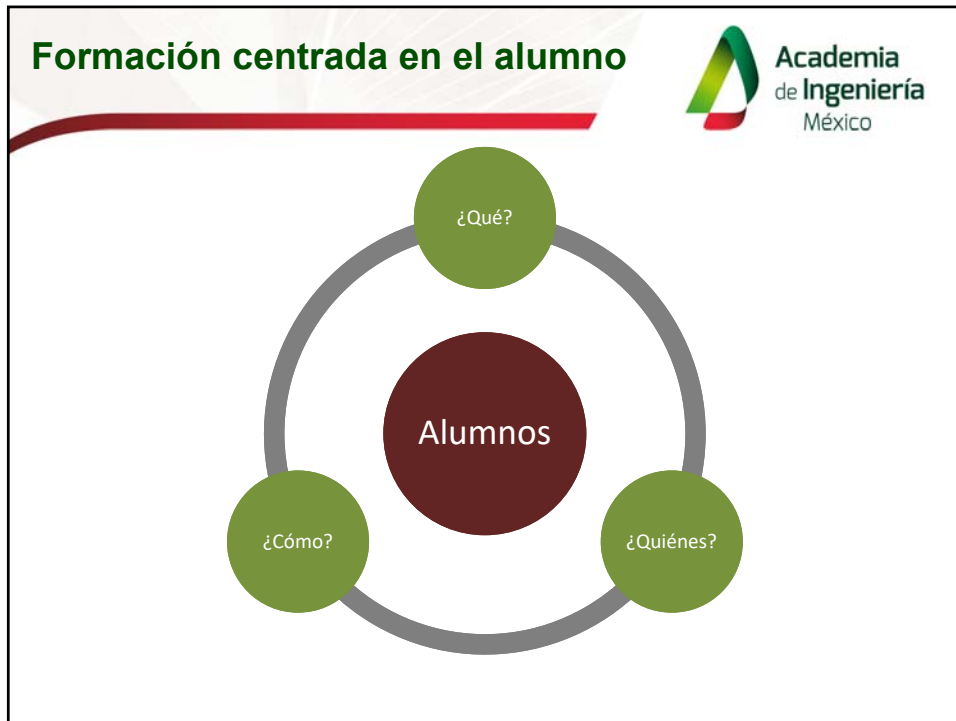 Formación centrada en el alumno
Academia
de Ingeniería
México
¿Qué?
Alumnos
¿Cómo?
¿Quiénes?